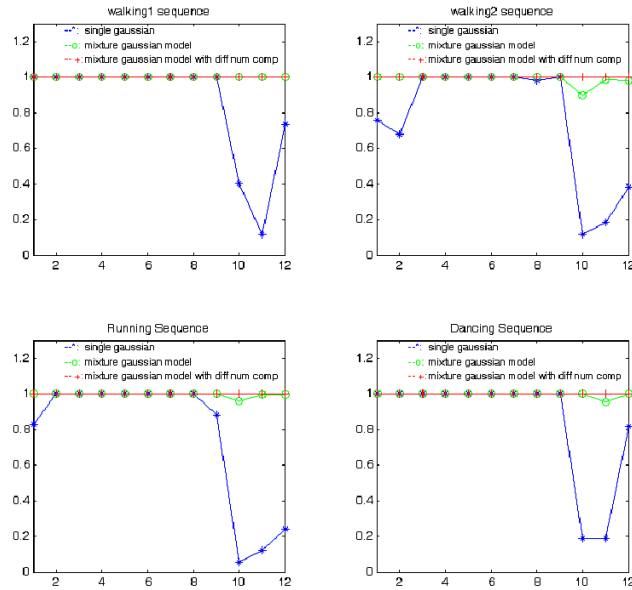 walking1 sequence
single gaussian
mixture gaussian model
mixture gaussian model with diff num comp
1.2
1
0.8
0.6
0.4
0.2
0
2 4 6 8 10 12
walking2 sequence
single gaussian
mixture gaussian model
mixture gaussian model with diff num comp
1.2
1
0.8
0.6
0.4
0.2
0
2 4 6 8 10 12
Running Sequence
single gaussian
mixture gaussian model
mixture gaussian model with diff num comp
1.2
1
0.8
0.6
0.4
0.2
0
2 4 6 8 10 12
Dancing Sequence
single gaussian
mixture gaussian model
mixture gaussian model with diff num comp
1.2
1
0.8
0.6
0.4
0.2
0
2 4 6 8 10 12